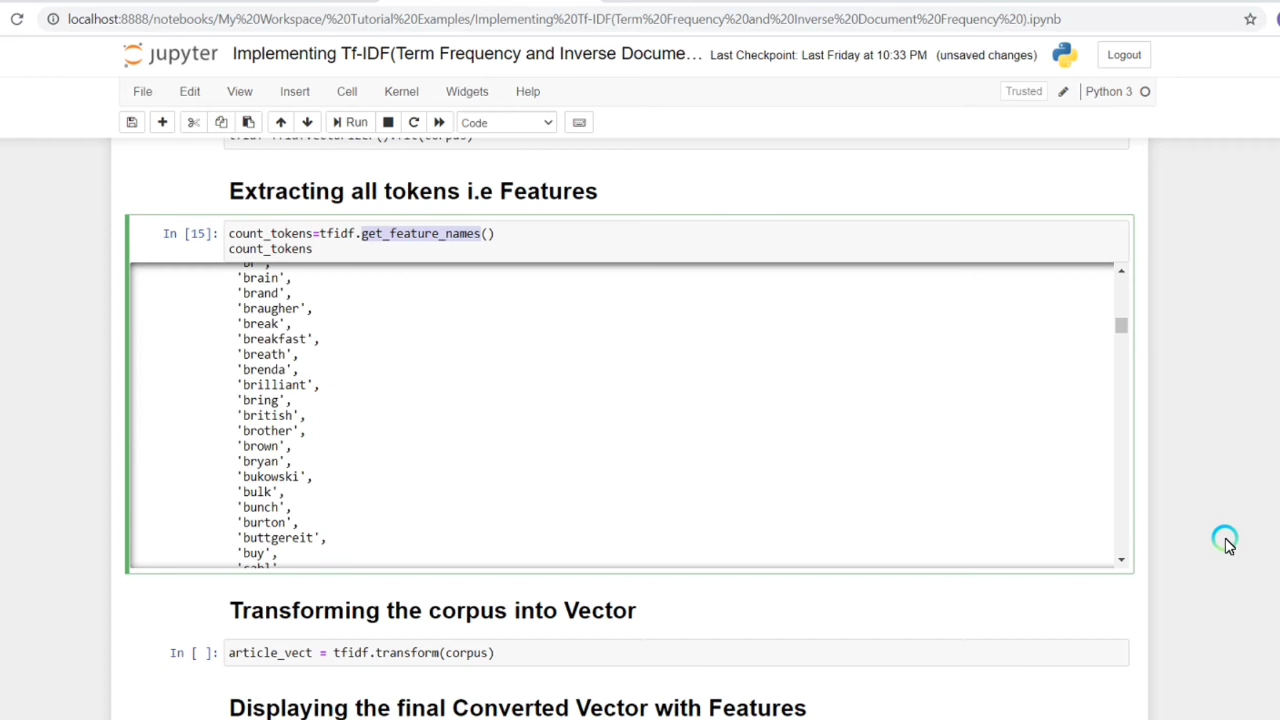 localhost:8888/notebooks/My%20Workspace/%20Tutorial%20Examples/Implementing%20Tf-IDF(Term%20Frequency%20and%20Inverse%20Document%20Frequency%20).ipynb
jupyter Implementing Tf-IDF(Term Frequency and Inverse Docume... Last Checkpoint: Last Friday at 10:33 PM (unsaved changes) Logout
File Edit View Insert Cell Kernel Widgets Help Trusted Python 3
Run Code
Extracting all tokens i.e Features
In [15]: count_tokens=tfidf.get_feature_names()
count_tokens
'brain',
'brand',
'braugher',
'break',
'breakfast',
'breath',
'brenda',
'brilliant',
'bring',
'british',
'brother',
'brown',
'bryan',
'bukowski',
'bulk',
'bunch',
'burton',
'buttgereit',
'buy',
Transforming the corpus into Vector
In [ ]: article_vect = tfidf.transform(corpus)
Displaying the final Converted Vector with Features